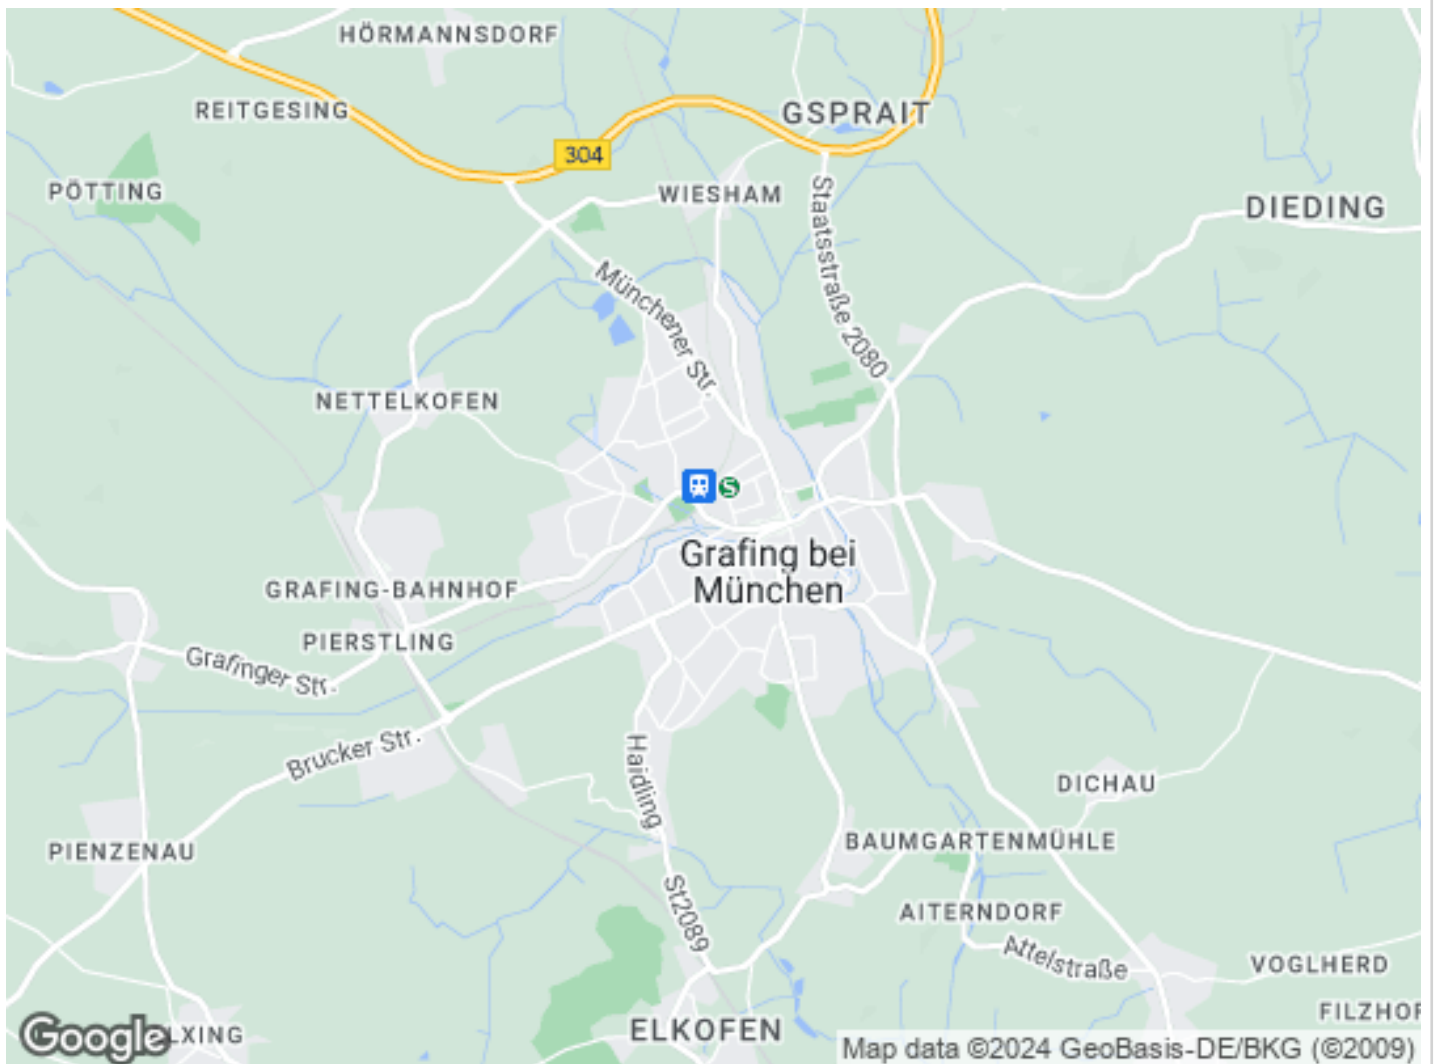 HÖRMANNSDORF
REITGESING
GSPRAIT
304
PÖTTING
WIESHAM
DIEDING
Staatsstraße 2080
Münchener Str.
NETTELKOFEN
S
Grafing bei
München
GRAFING-BAHNHOF
PIERSTLING
Grafinger Str.
Brucker Str.
Haidling
DICHAU
BAUMGARTENMÜHLE
PIENZENAU
St2089
AITERNDORF
Attelstraße
VOGLHERD
FILZHOF
Google
LXING
ELKOFEN
Map data ©2024 GeoBasis-DE/BKG (©2009)